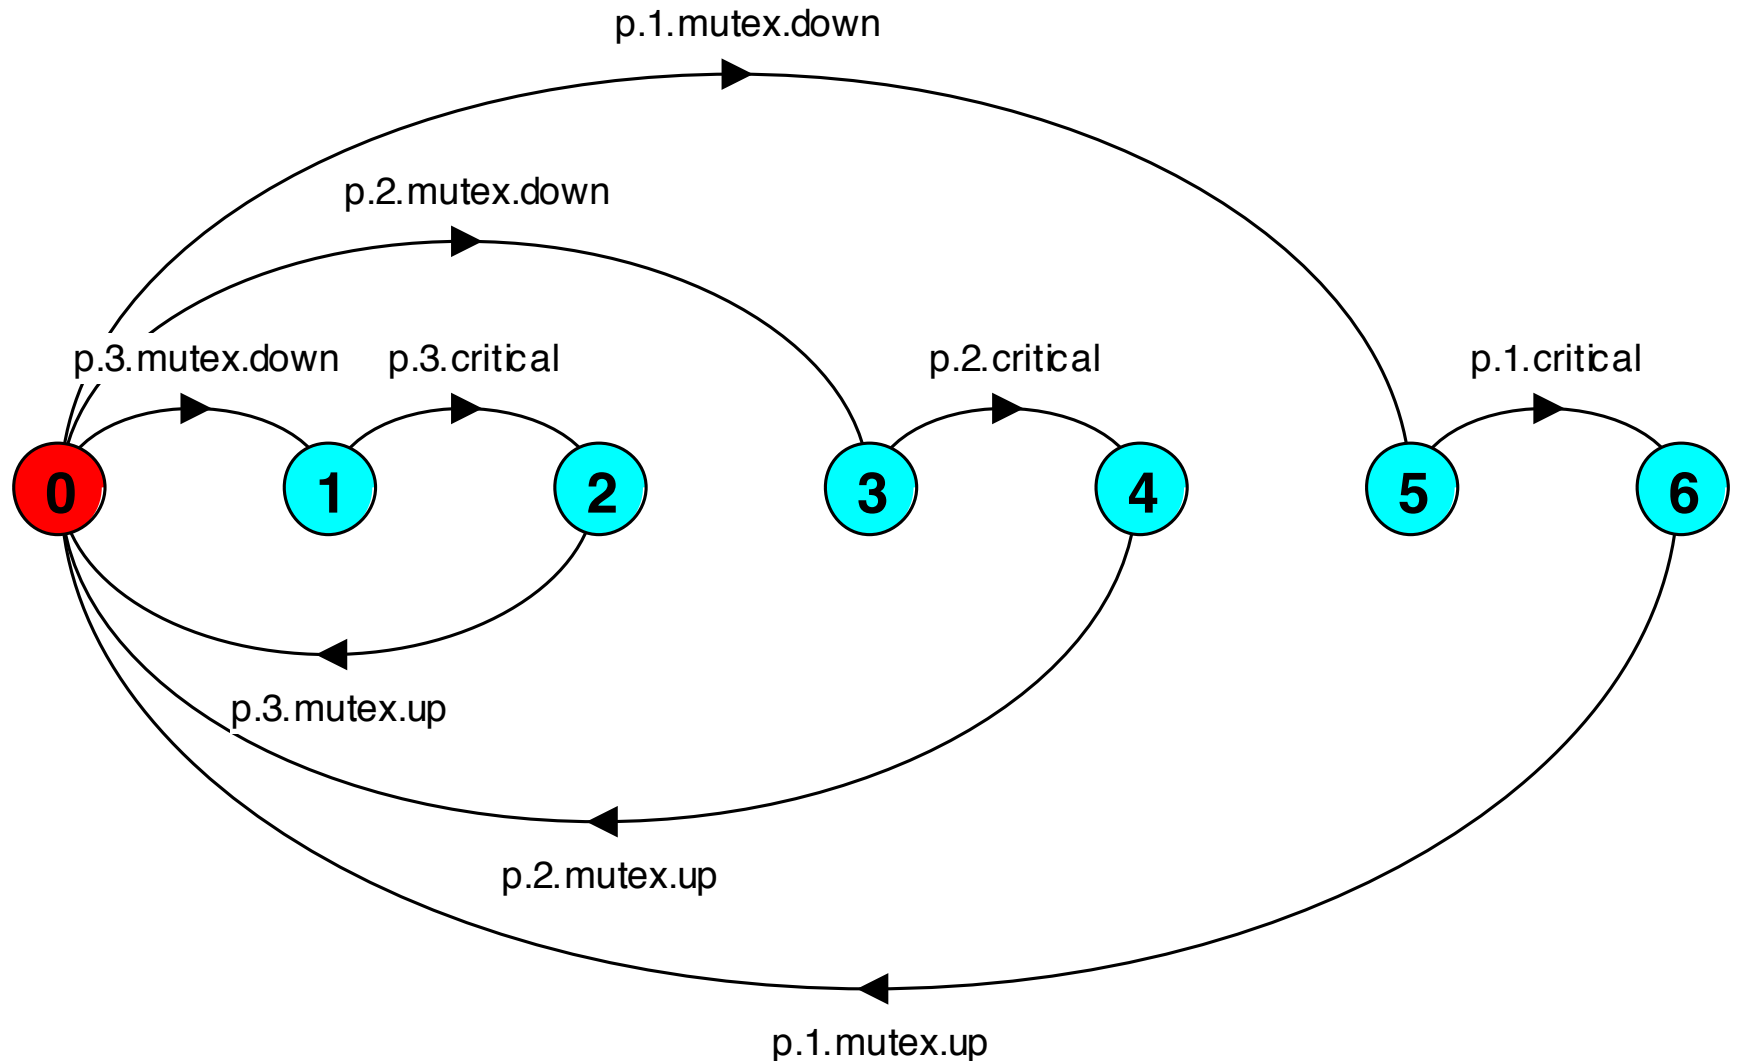 p.1.mutex.down
p.2.mutex.down
p.3.mutex.down
p.3.critical
p.2.critical
p.1.critical
0
1
2
3
4
5
6
p.3.mutex.up
p.2.mutex.up
p.1.mutex.up